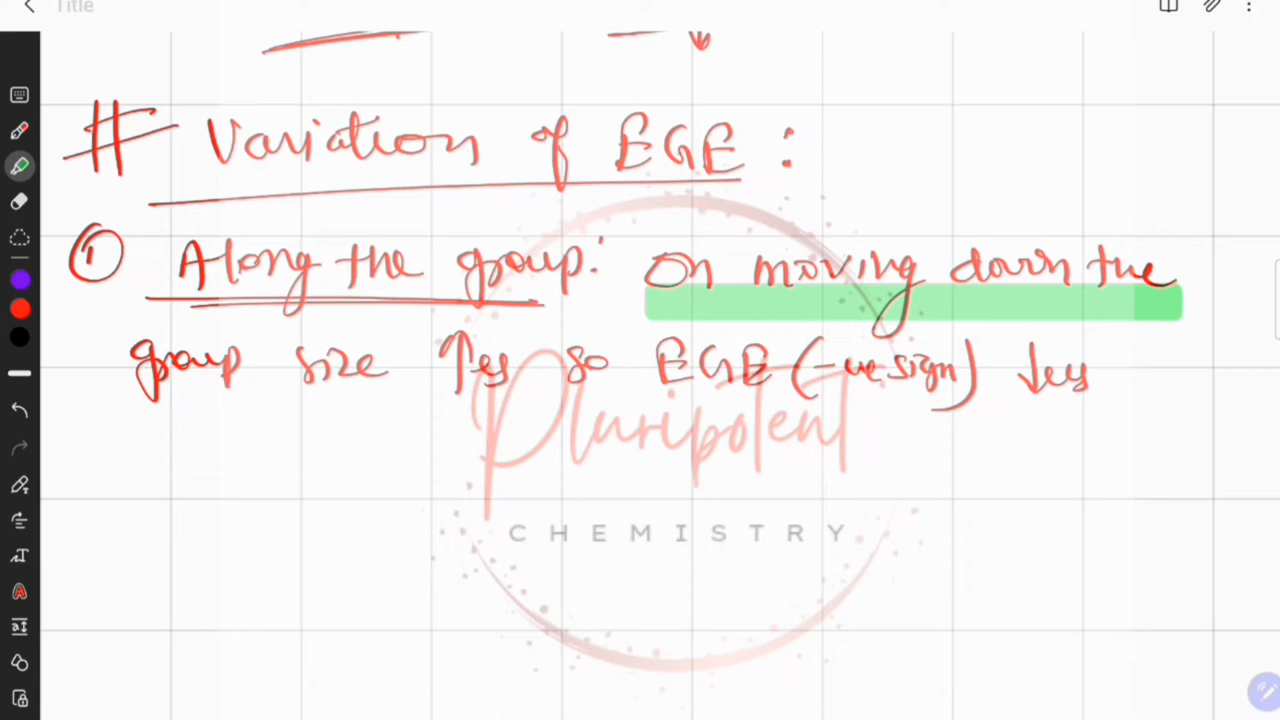 Title
# Variation of EGE :
① Along the group: On moving down the
group size ↑es so EGE (-ve sign) ↓es
Pluripotent
CHEMISTRY